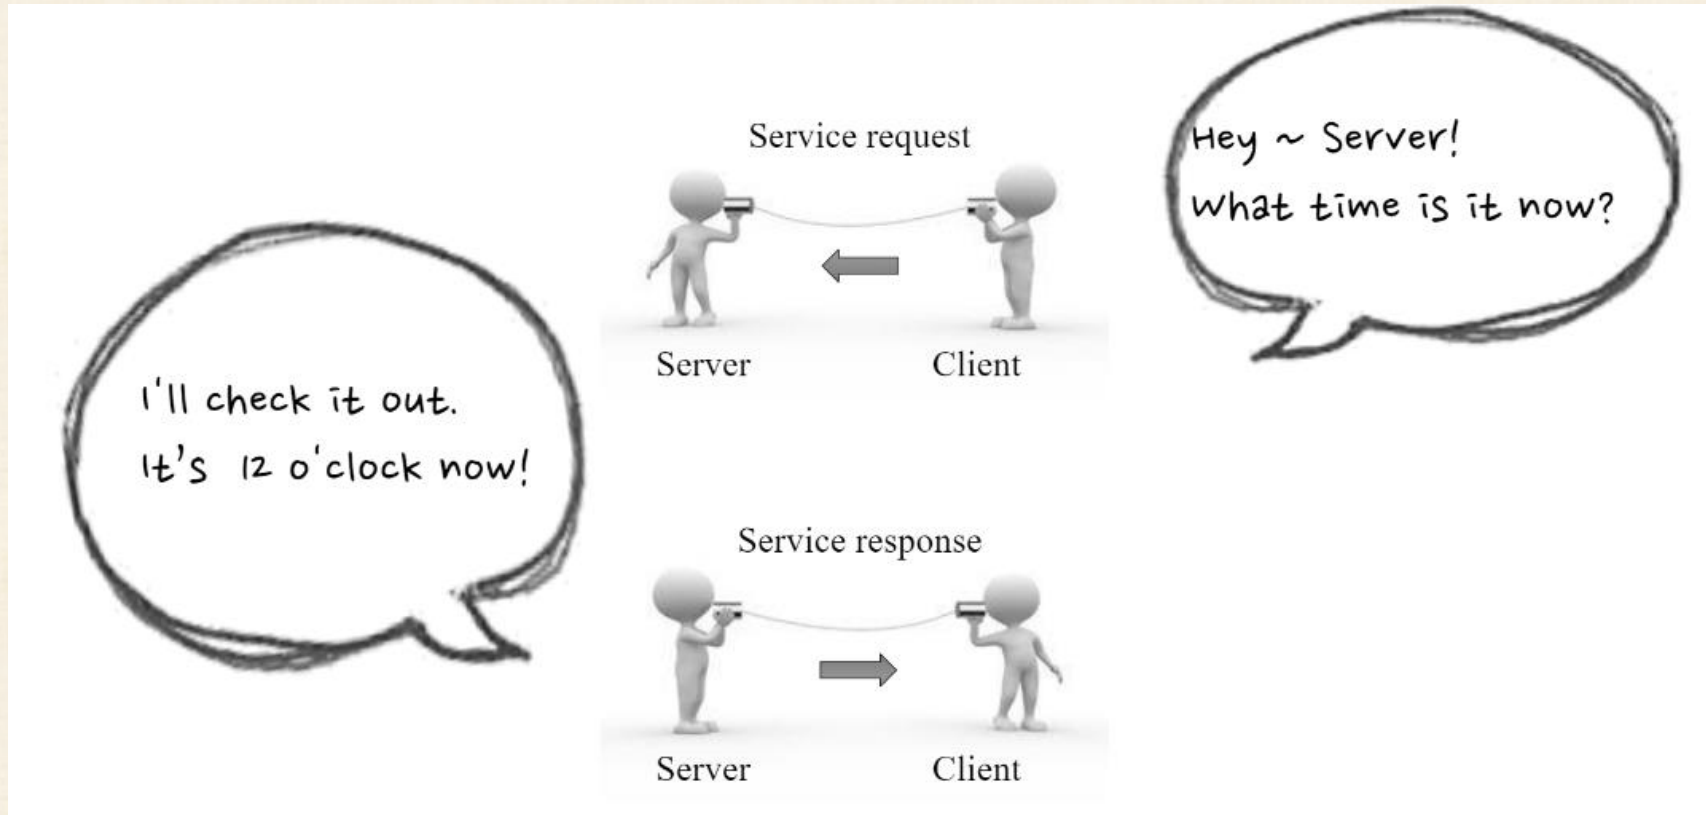 Service request
Hey ~ Server!
What time is it now?
Server
Client
I'll check it out.
It's 12 o'clock now!
Service response
Server
Client